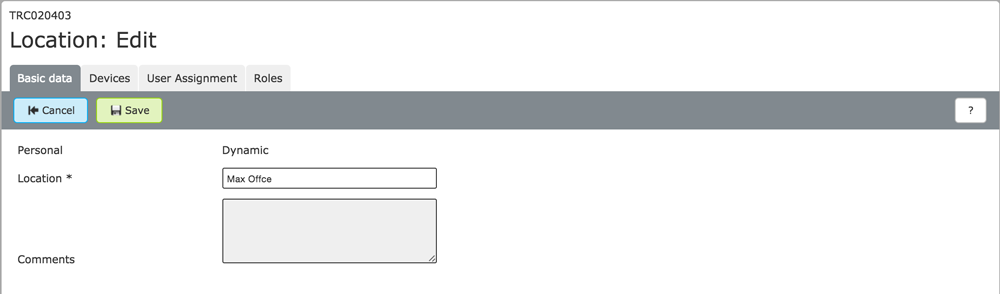 TRC020403
Location: Edit
Basic data Devices User Assignment Roles
Cancel Save ?
Personal Dynamic
Location * Max Offce
Comments